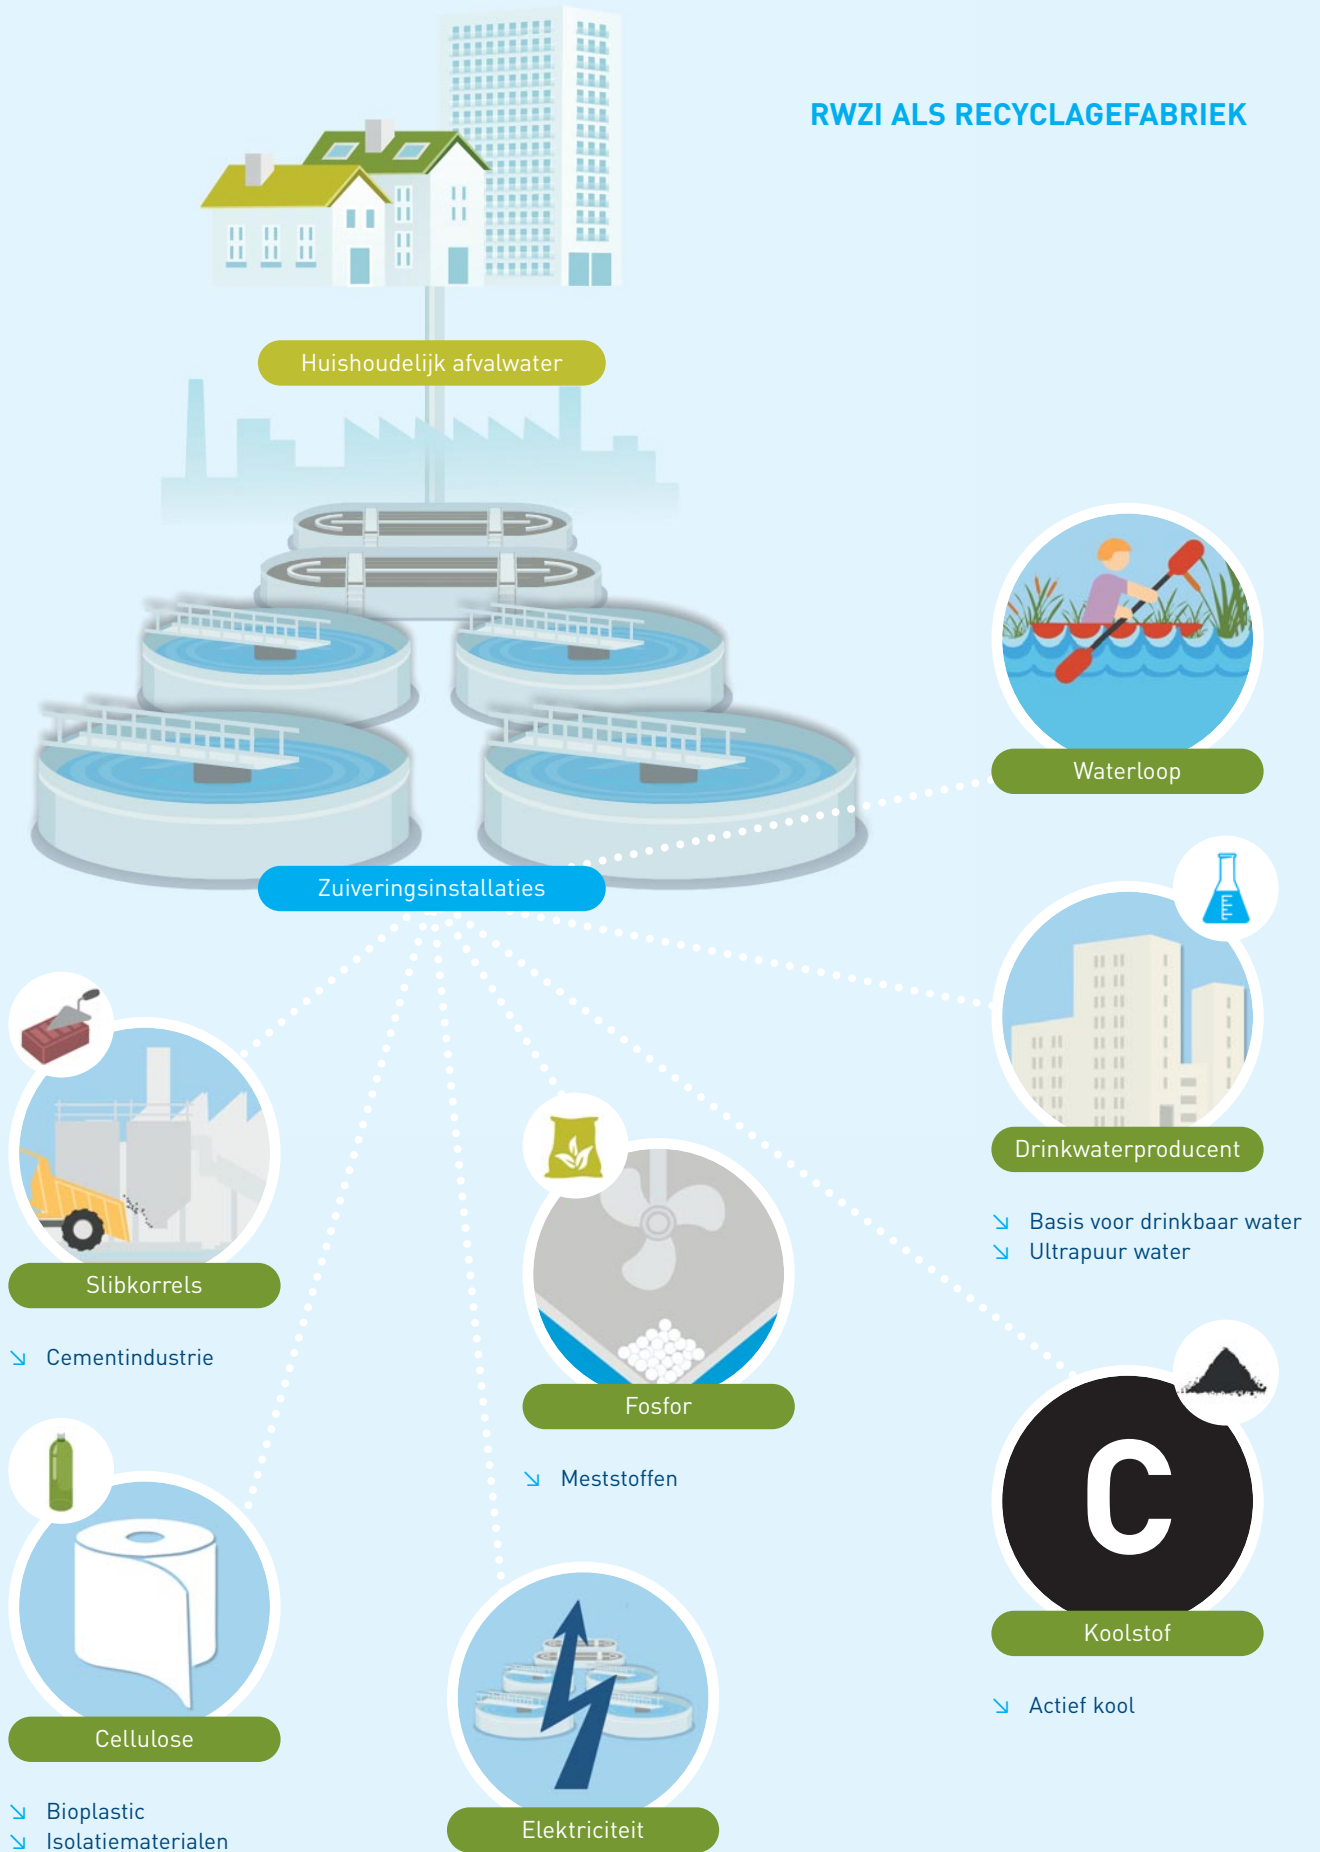 RWZI ALS RECYCLAGEFABRIEK
Huishoudelijk afvalwater
Waterloop
Zuiveringsinstallaties
Drinkwaterproducent
↘ Basis voor drinkbaar water
↘ Ultrapuur water
Slibkorrels
↘ Cementindustrie
Fosfor
↘ Meststoffen
C
Koolstof
↘ Actief kool
Cellulose
↘ Bioplastic
↘ Isolatiematerialen
Elektriciteit